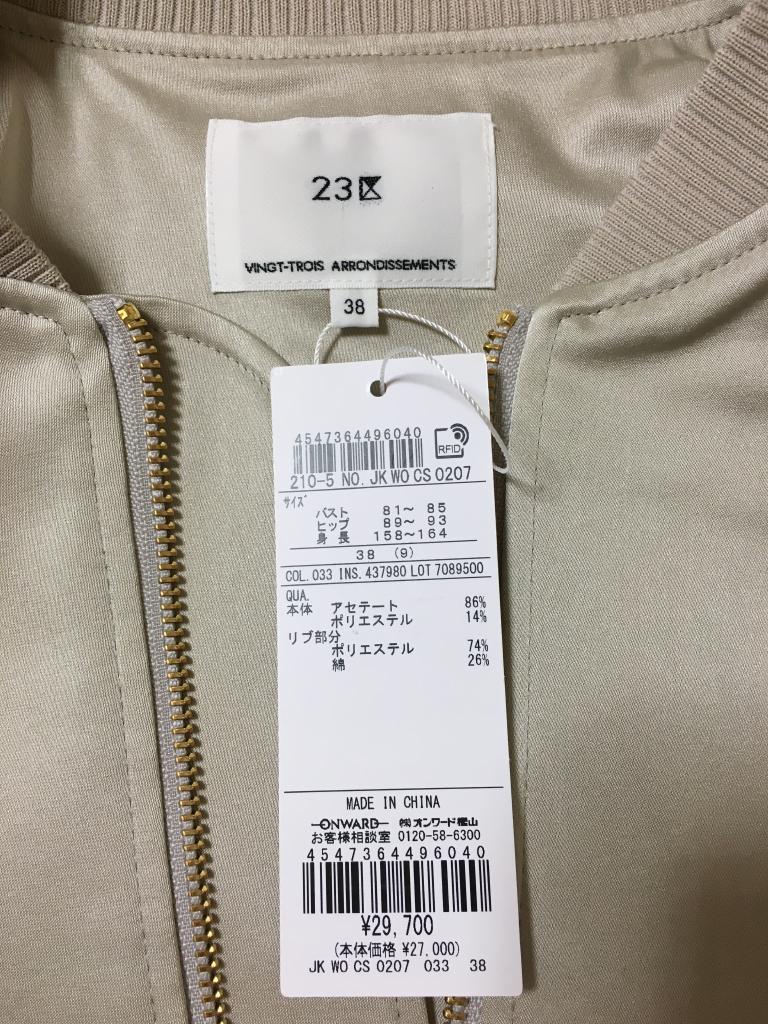 23区
VINGT-TROIS ARRONDISSEMENTS
38
4547364496040
RFID
210-5 NO. JK WO CS 0207
サイズ
バスト 81～ 85
ヒップ 89～ 93
身 長 158～164
38 (9)
COL. 033 INS. 437980 LOT 7089500
QUA.
本体 アセテート 86%
ポリエステル 14%
リブ部分
ポリエステル 74%
綿 26%
MADE IN CHINA
ONWARD ㈱オンワード樫山
お客様相談室 0120-58-6300
4547364496040
¥29,700
(本体価格 ¥27,000)
JK WO CS 0207 033 38